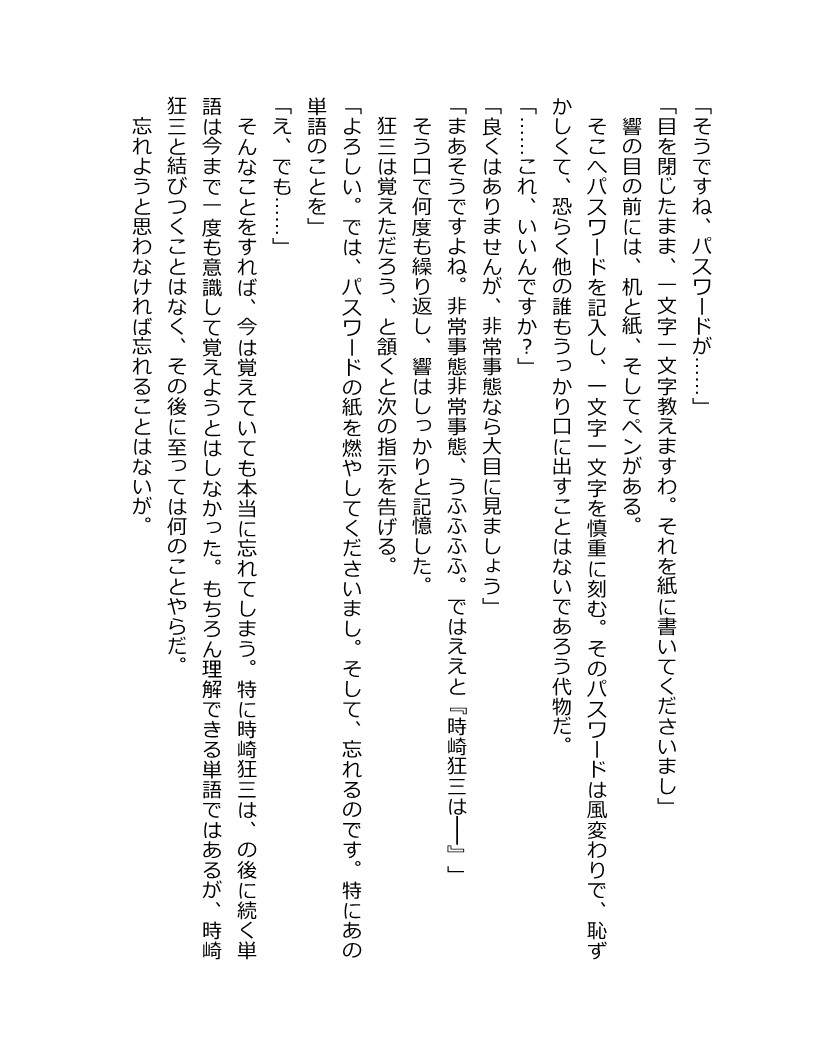 「そうですね、パスワードが……」
「目を閉じたまま、一文字一文字教えますわ。それを紙に書いてくださいまし」
響の目の前には、机と紙、そしてペンがある。
そこへパスワードを記入し、一文字一文字を慎重に刻む。そのパスワードは風変わりで、恥ず
かしくて、恐らく他の誰もうっかり口に出すことはないであろう代物だ。
「……これ、いいんですか？」
「良くはありませんが、非常事態なら大目に見ましょう」
「まあそうですよね。非常事態非常事態、うふふふふ。ではええと『時崎狂三は――』」
そう口で何度も繰り返し、響はしっかりと記憶した。
狂三は覚えただろう、と頷くと次の指示を告げる。
「よろしい。では、パスワードの紙を燃やしてくださいまし。そして、忘れるのです。特にあの
単語のことを」
「え、でも……」
そんなことをすれば、今は覚えていても本当に忘れてしまう。特に時崎狂三は、の後に続く単
語は今まで一度も意識して覚えようとはしなかった。もちろん理解できる単語ではあるが、時崎
狂三と結びつくことはなく、その後に至っては何のことやらだ。
忘れようと思わなければ忘れることはないが。